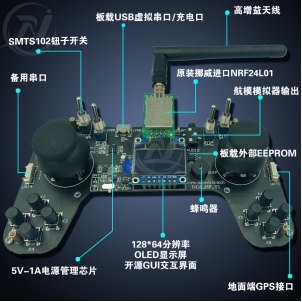 高增益天线
板载USB虚拟串口/充电口
SMTS102钮子开关
原装挪威进口NRF24L01
备用串口
航模模拟器输出
板载外部EEPROM
蜂鸣器
128*64分辨率
OLED显示屏
开源GUI交互界面
5V-1A电源管理芯片
地面端GPS接口